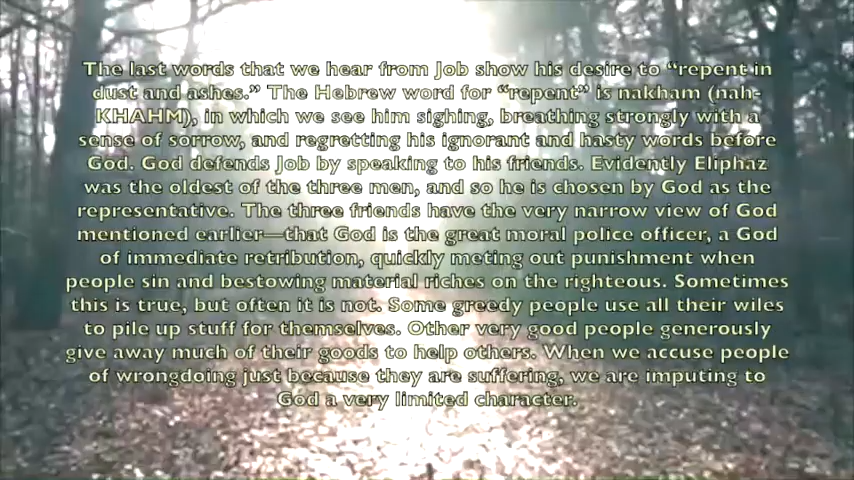 The last words that we hear from Job show his desire to “repent in
dust and ashes.” The Hebrew word for “repent” is nakham (nah-
KHAHM), in which we see him sighing, breathing strongly with a
sense of sorrow, and regretting his ignorant and hasty words before
God. God defends Job by speaking to his friends. Evidently Eliphaz
was the oldest of the three men, and so he is chosen by God as the
representative. The three friends have the very narrow view of God
mentioned earlier—that God is the great moral police officer, a God
of immediate retribution, quickly meting out punishment when
people sin and bestowing material riches on the righteous. Sometimes
this is true, but often it is not. Some greedy people use all their wiles
to pile up stuff for themselves. Other very good people generously
give away much of their goods to help others. When we accuse people
of wrongdoing just because they are suffering, we are imputing to
God a very limited character.